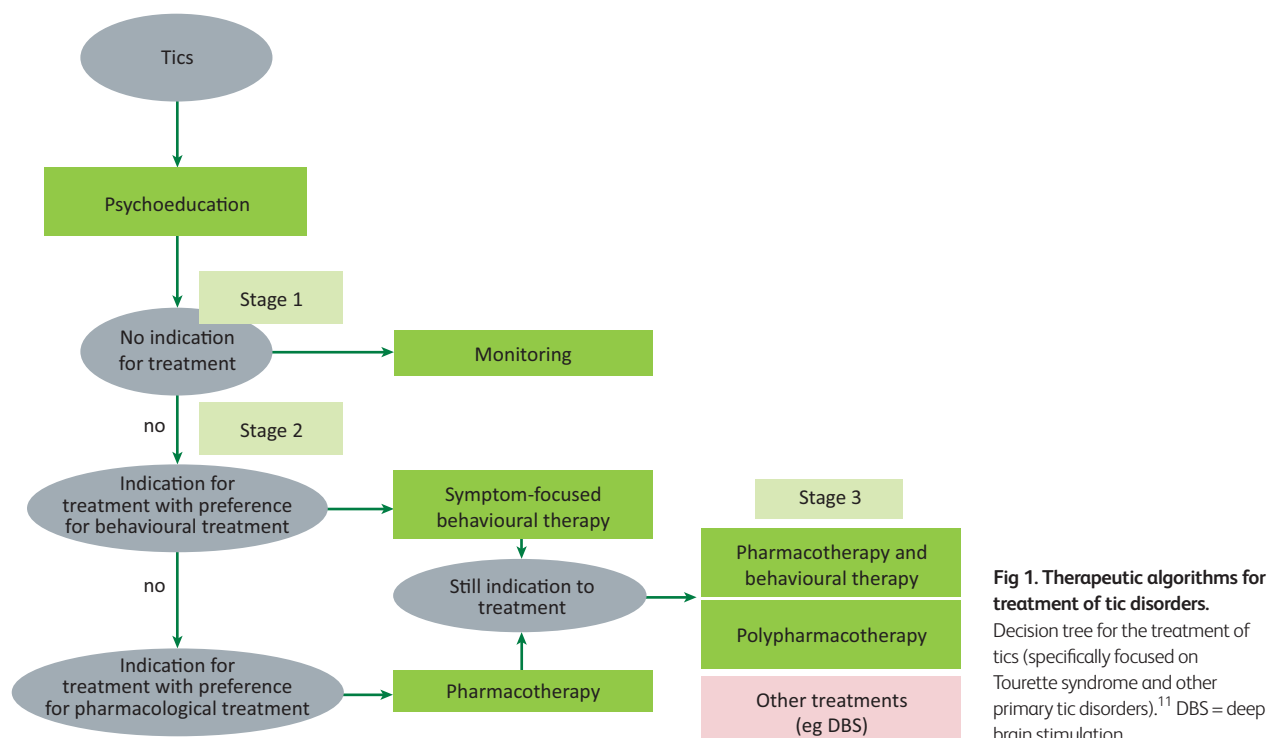 Tics
Psychoeducation
Stage 1
No indication
for treatment
Monitoring
no
Stage 2
Indication for
treatment with preference
for behavioural treatment
Symptom-focused
behavioural therapy
Stage 3
Pharmacotherapy and
behavioural therapy
no
Still indication to
treatment
Polypharmacotherapy
Indication for
treatment with preference
for pharmacological treatment
Pharmacotherapy
Other treatments
(eg DBS)
Fig 1. Therapeutic algorithms for
treatment of tic disorders.
Decision tree for the treatment of
tics (specifically focused on
Tourette syndrome and other
primary tic disorders).11 DBS = deep
brain stimulation